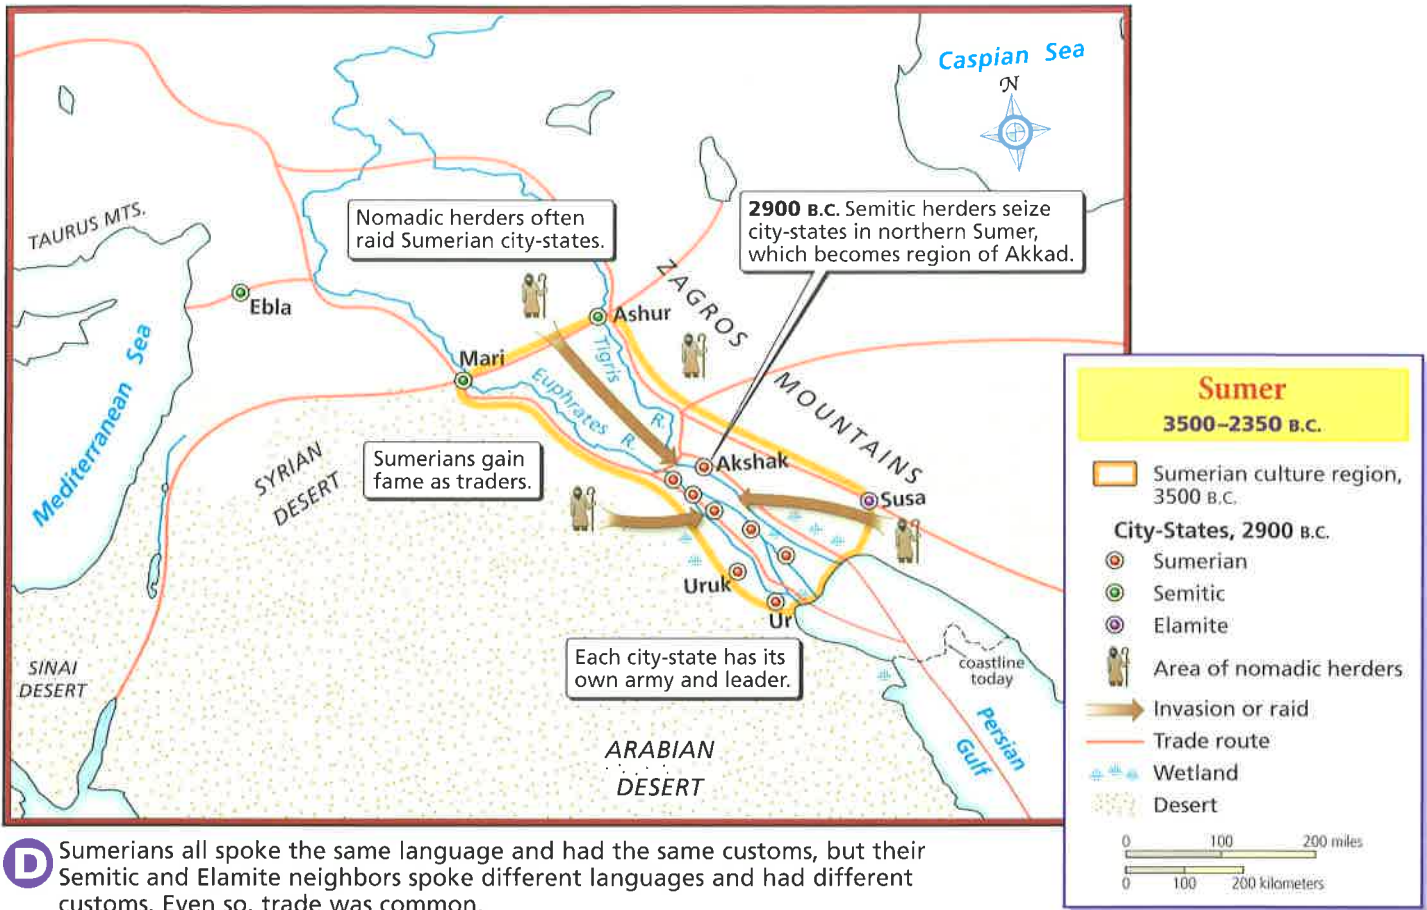 Caspian Sea
N
TAURUS MTS.
Nomadic herders often
raid Sumerian city-states.
2900 B.C. Semitic herders seize
city-states in northern Sumer,
which becomes region of Akkad.
ZAGROS
MOUNTAINS
Ebla
Ashur
Mari
Tigris
R.
Euphrates
R.
Mediterranean Sea
SYRIAN
DESERT
Sumerians gain
fame as traders.
Akshak
Susa
Uruk
Ur
Each city-state has its
own army and leader.
SINAI
DESERT
coastline
today
Persian
Gulf
ARABIAN
DESERT
Sumer
3500–2350 B.C.
Sumerian culture region,
3500 B.C.
City-States, 2900 B.C.
Sumerian
Semitic
Elamite
Area of nomadic herders
Invasion or raid
Trade route
Wetland
Desert
0 100 200 miles
0 100 200 kilometers
D Sumerians all spoke the same language and had the same customs, but their
Semitic and Elamite neighbors spoke different languages and had different
customs. Even so, trade was common.